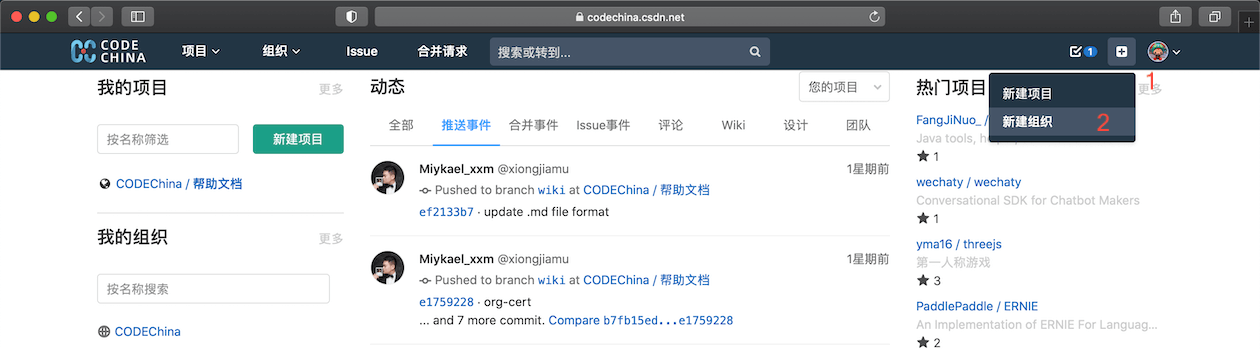 codechina.csdn.net
CODE CHINA 项目 组织 Issue 合并请求 搜索或转到... 1
1
我的项目 更多
按名称筛选 新建项目
CODEChina / 帮助文档
我的组织 更多
按名称搜索
CODEChina
动态 您的项目
全部 推送事件 合并事件 Issue事件 评论 Wiki 设计 团队
Miykael_xxm @xiongjiamu 1星期前
Pushed to branch wiki at CODEChina / 帮助文档
ef2133b7 · update .md file format
Miykael_xxm @xiongjiamu 1星期前
Pushed to branch wiki at CODEChina / 帮助文档
e1759228 · org-cert
... and 7 more commit. Compare b7fb15ed...e1759228
热门项目 更多
新建项目
新建组织 2
FangJiNuo_ /
Java tools,
1
wechaty / wechaty
Conversational SDK for Chatbot Makers
1
yma16 / threejs
第一人称游戏
3
PaddlePaddle / ERNIE
An Implementation of ERNIE For Languag...
2